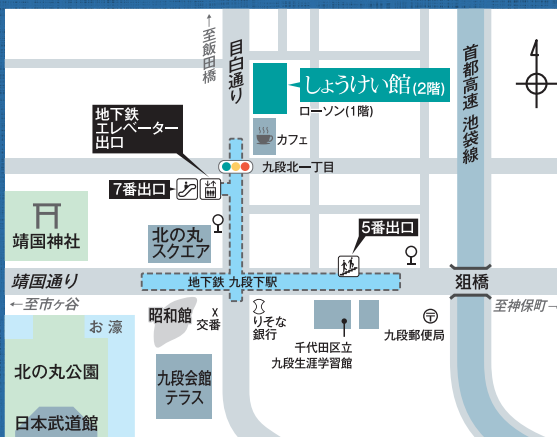 ←至飯田橋
目白通り
首都高速 池袋線
4
しょうけい館(2階)
ローソン(1階)
地下鉄
エレベーター
出口
カフェ
九段北一丁目
7番出口
靖国神社
北の丸
スクエア
5番出口
靖国通り
地下鉄 九段下駅
俎橋
←至市ヶ谷
至神保町→
お濠
昭和館
X
交番
りそな
銀行
千代田区立
九段生涯学習館
〒
九段郵便局
北の丸公園
九段会館
テラス
日本武道館